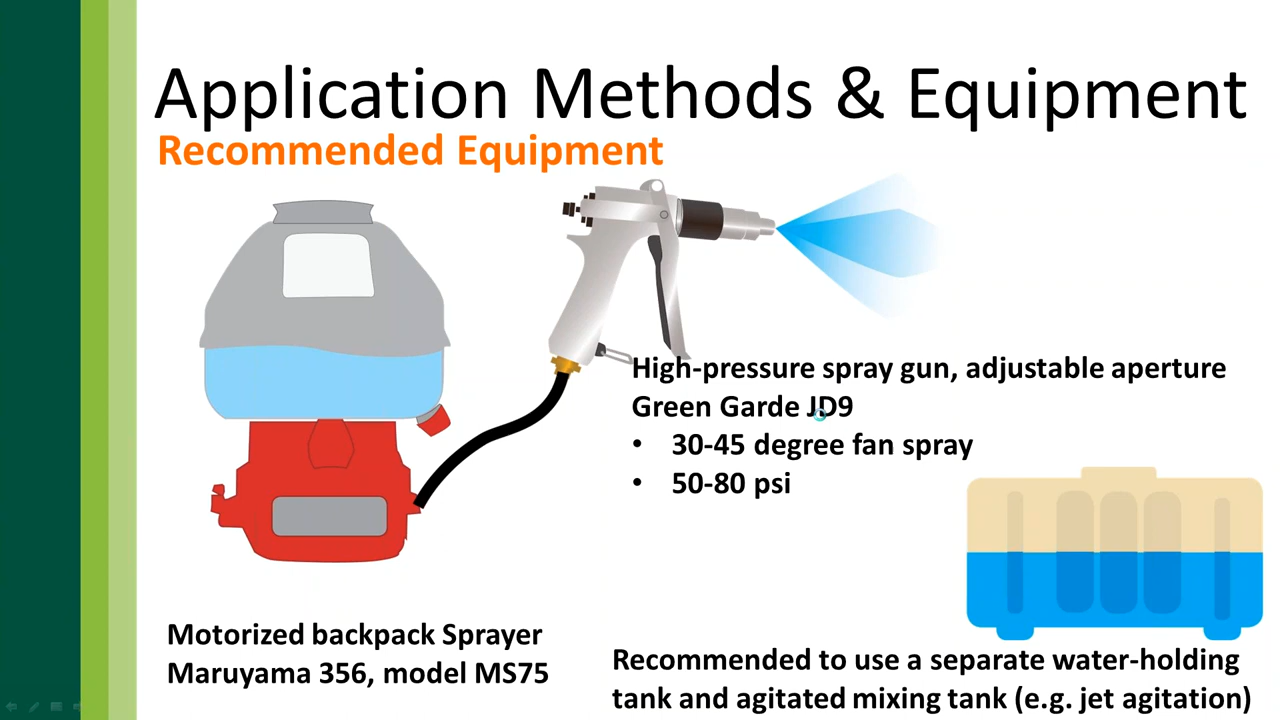 Application Methods & Equipment
Recommended Equipment
High-pressure spray gun, adjustable aperture
Green Garde JD9
• 30-45 degree fan spray
• 50-80 psi
Motorized backpack Sprayer
Maruyama 356, model MS75
Recommended to use a separate water-holding
tank and agitated mixing tank (e.g. jet agitation)